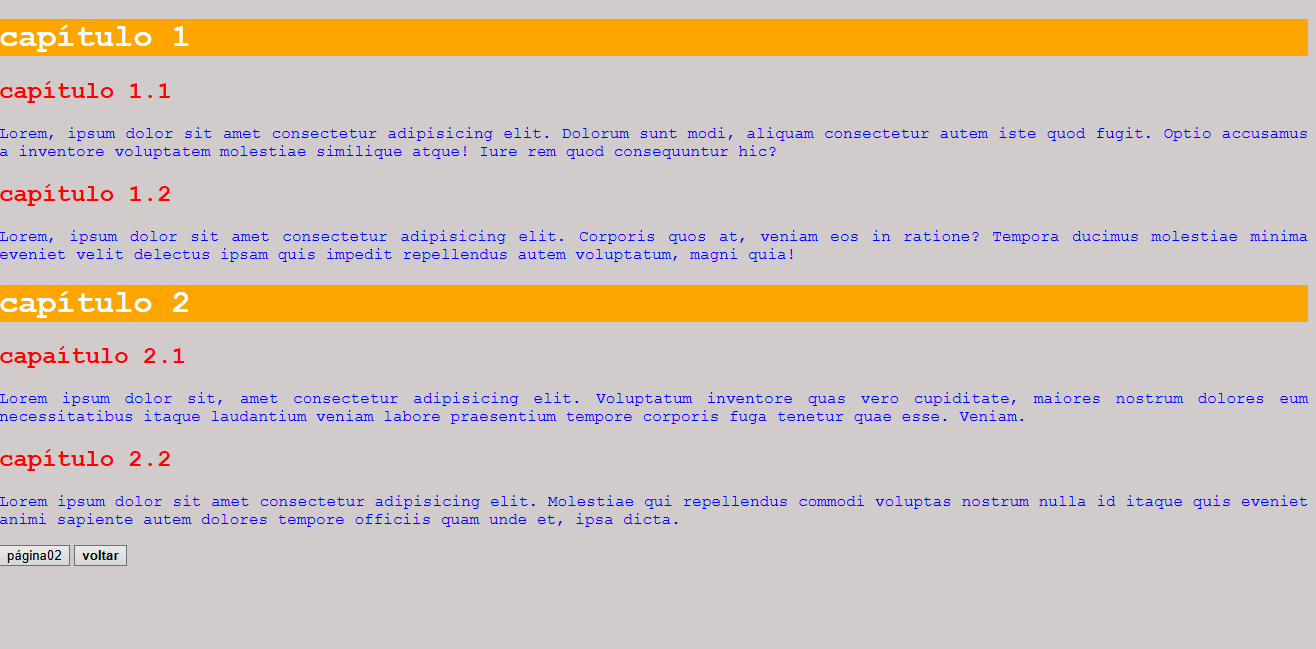 capítulo 1
capítulo 1.1
Lorem, ipsum dolor sit amet consectetur adipisicing elit. Dolorum sunt modi, aliquam consectetur autem iste quod fugit. Optio accusamus
a inventore voluptatem molestiae similique atque! Iure rem quod consequuntur hic?
capítulo 1.2
Lorem, ipsum dolor sit amet consectetur adipisicing elit. Corporis quos at, veniam eos in ratione? Tempora ducimus molestiae minima
eveniet velit delectus ipsam quis impedit repellendus autem voluptatum, magni quia!
capítulo 2
capaítulo 2.1
Lorem ipsum dolor sit, amet consectetur adipisicing elit. Voluptatum inventore quas vero cupiditate, maiores nostrum dolores eum
necessitatibus itaque laudantium veniam labore praesentium tempore corporis fuga tenetur quae esse. Veniam.
capítulo 2.2
Lorem ipsum dolor sit amet consectetur adipisicing elit. Molestiae qui repellendus commodi voluptas nostrum nulla id itaque quis eveniet
animi sapiente autem dolores tempore officiis quam unde et, ipsa dicta.
página02 voltar